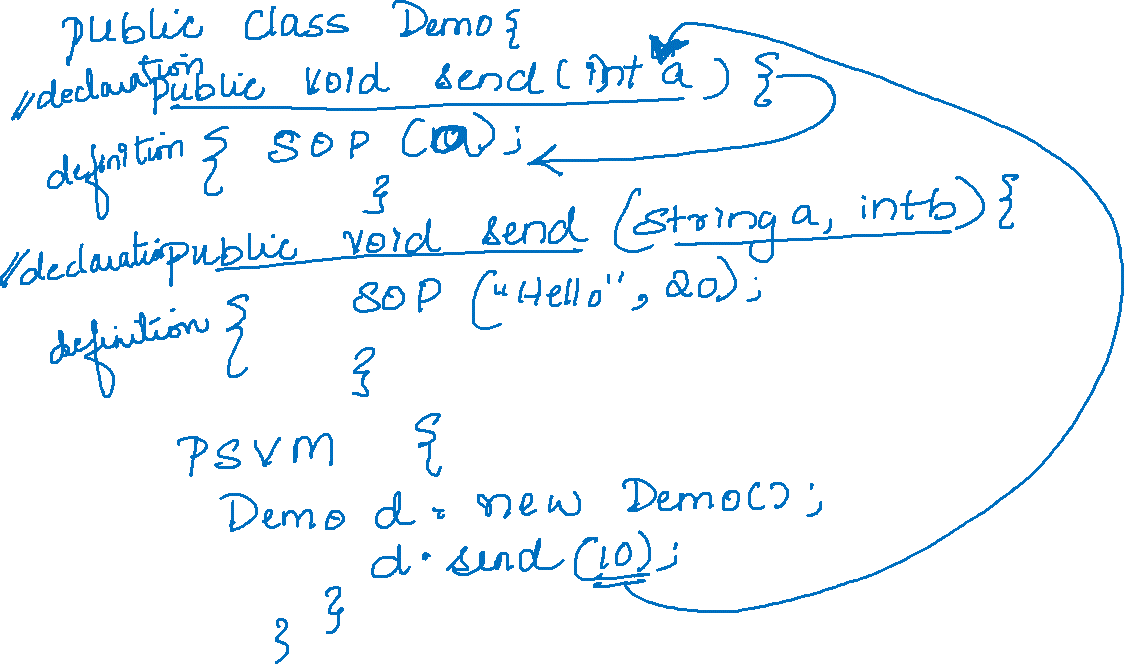 public class Demo {
//declaration public void send (int a) {
definition { SOP (a);
}
//declaration public void send (string a, int b) {
SOP ("Hello", 20);
definition {
}
PSVM {
Demo d = new Demo();
d.send (10);
}
}